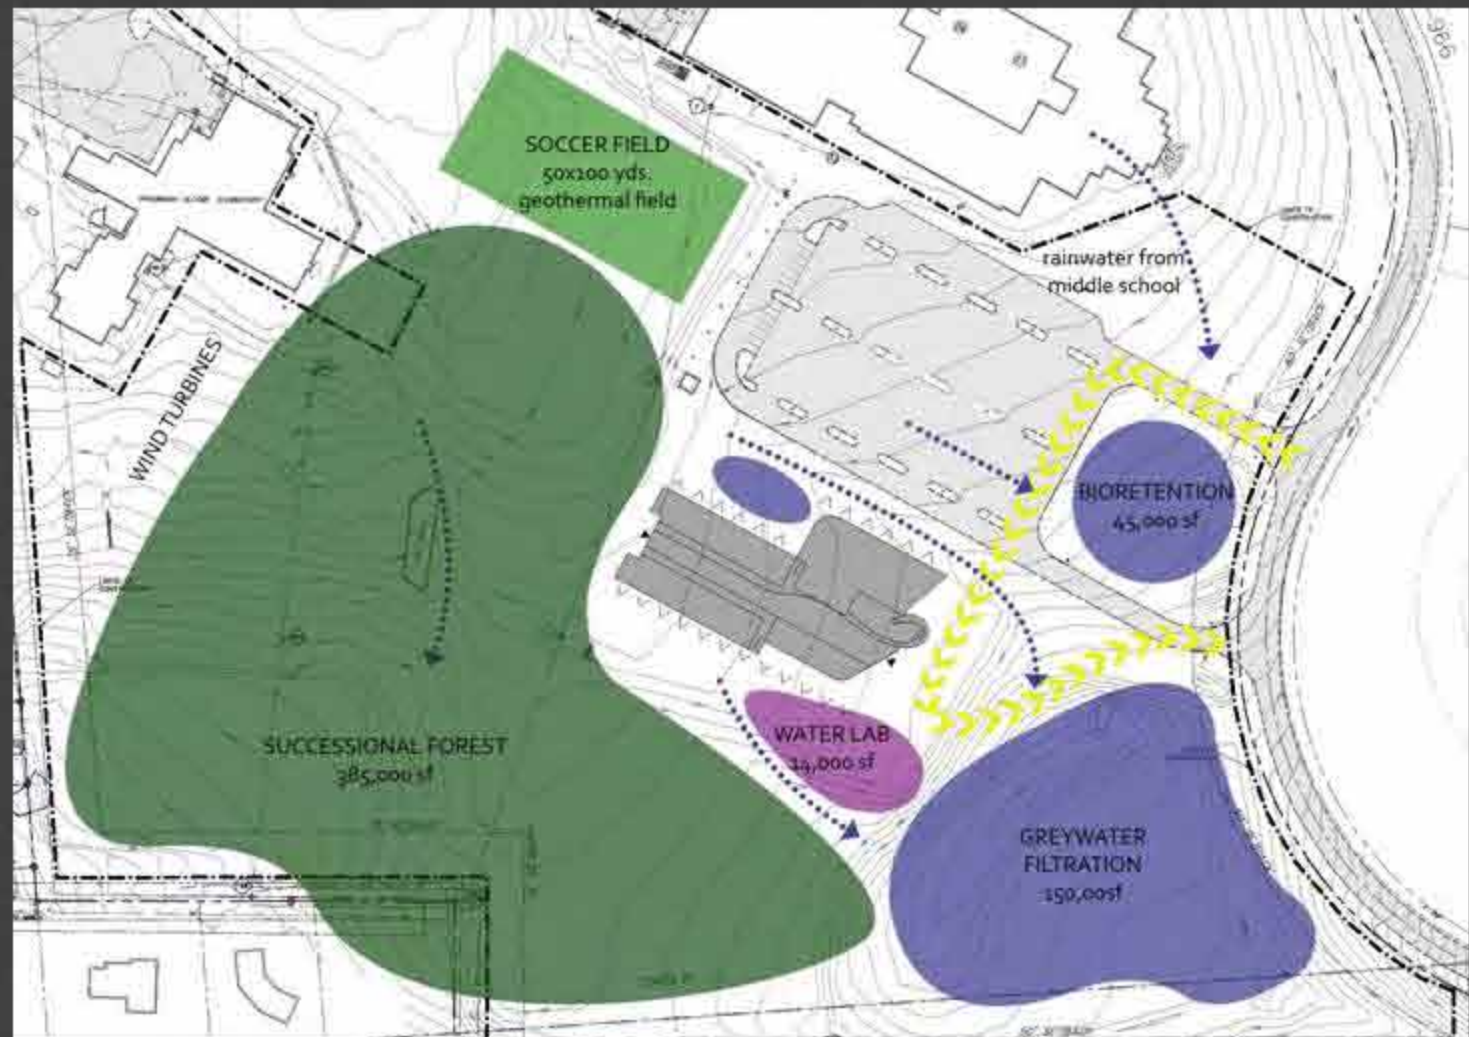 966
SOCCER FIELD
50x100 yds.
geothermal field
rainwater from
middle school
WIND TURBINES
BIORETENTION
45,000 sf
SUCCESSIONAL FOREST
385,000 sf
WATER LAB
14,000 sf
GREYWATER
FILTRATION
150,00sf